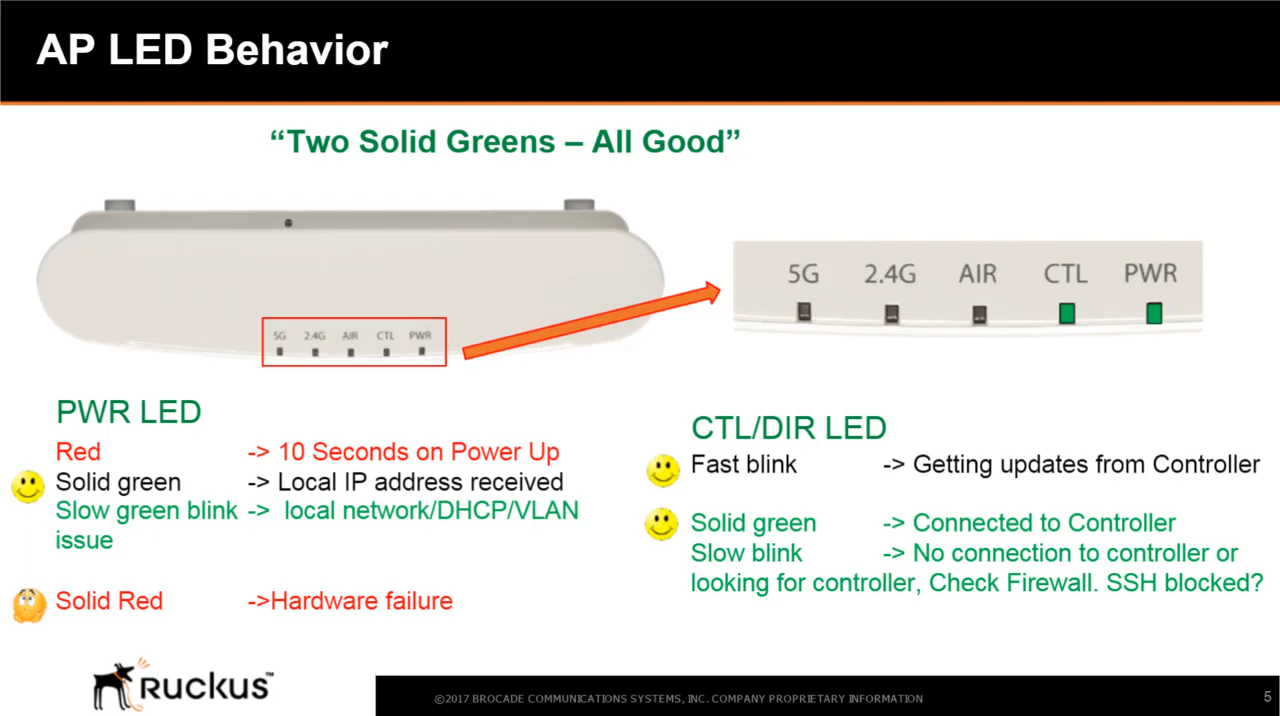 AP LED Behavior
“Two Solid Greens – All Good”
5G 2.4G AIR CTL PWR
5G 2.4G AIR CTL PWR
PWR LED
Red -> 10 Seconds on Power Up
Solid green -> Local IP address received
Slow green blink -> local network/DHCP/VLAN
issue
Solid Red ->Hardware failure
CTL/DIR LED
Fast blink -> Getting updates from Controller
Solid green -> Connected to Controller
Slow blink -> No connection to controller or
looking for controller, Check Firewall. SSH blocked?
RUCKUS™
©2017 BROCADE COMMUNICATIONS SYSTEMS, INC. COMPANY PROPRIETARY INFORMATION
5